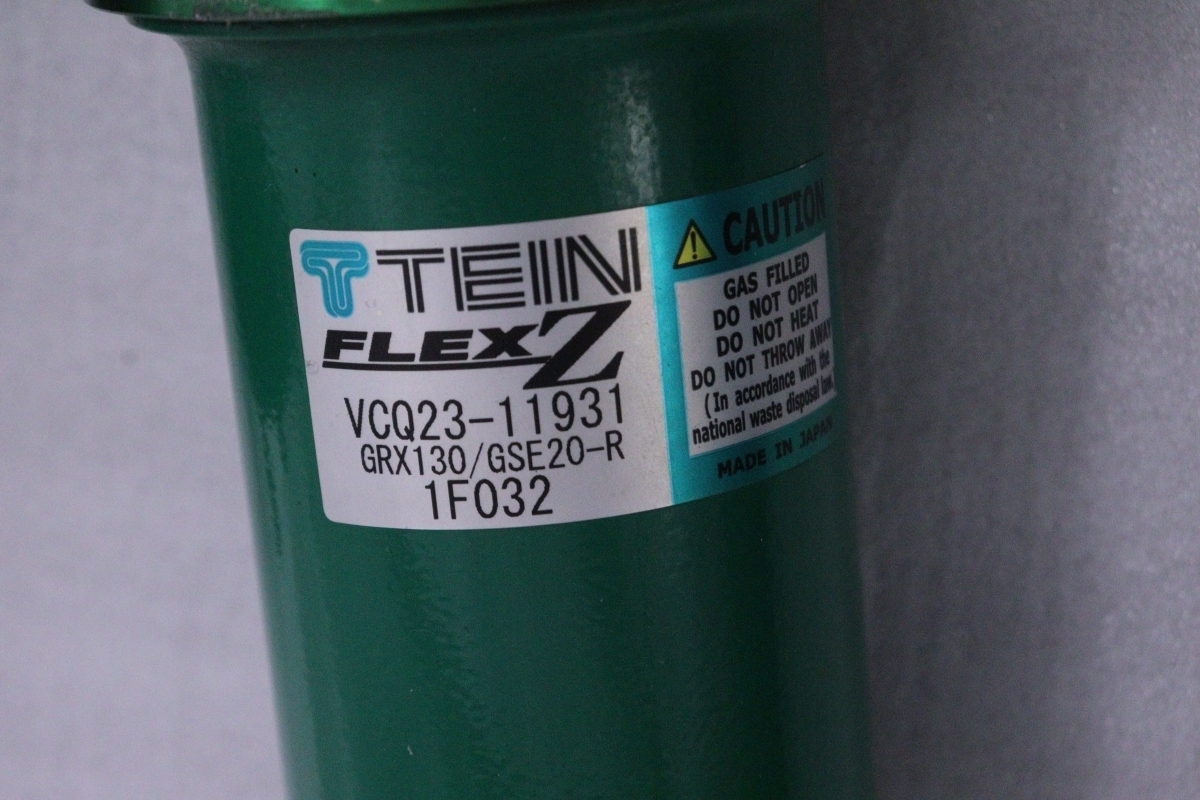 TEIN
FLEX Z
VCQ23-11931
GRX130/GSE20-R
1F032
CAUTION
GAS FILLED
DO NOT OPEN
DO NOT HEAT
DO NOT THROW AWAY
(In accordance with the
national waste disposal law.
MADE IN JAPAN